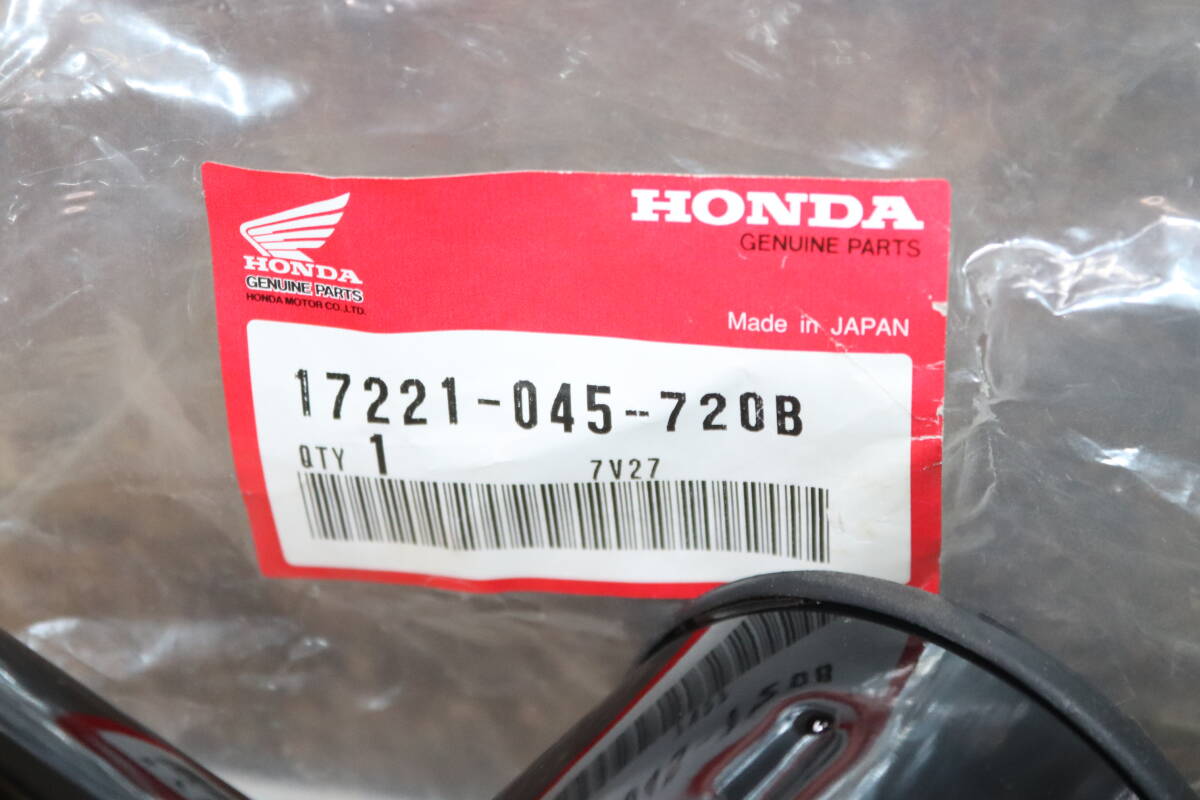 HONDA
GENUINE PARTS
HONDA MOTOR CO.,LTD.
HONDA
GENUINE PARTS
Made in JAPAN
17221-045--720B
QTY 1 7V27